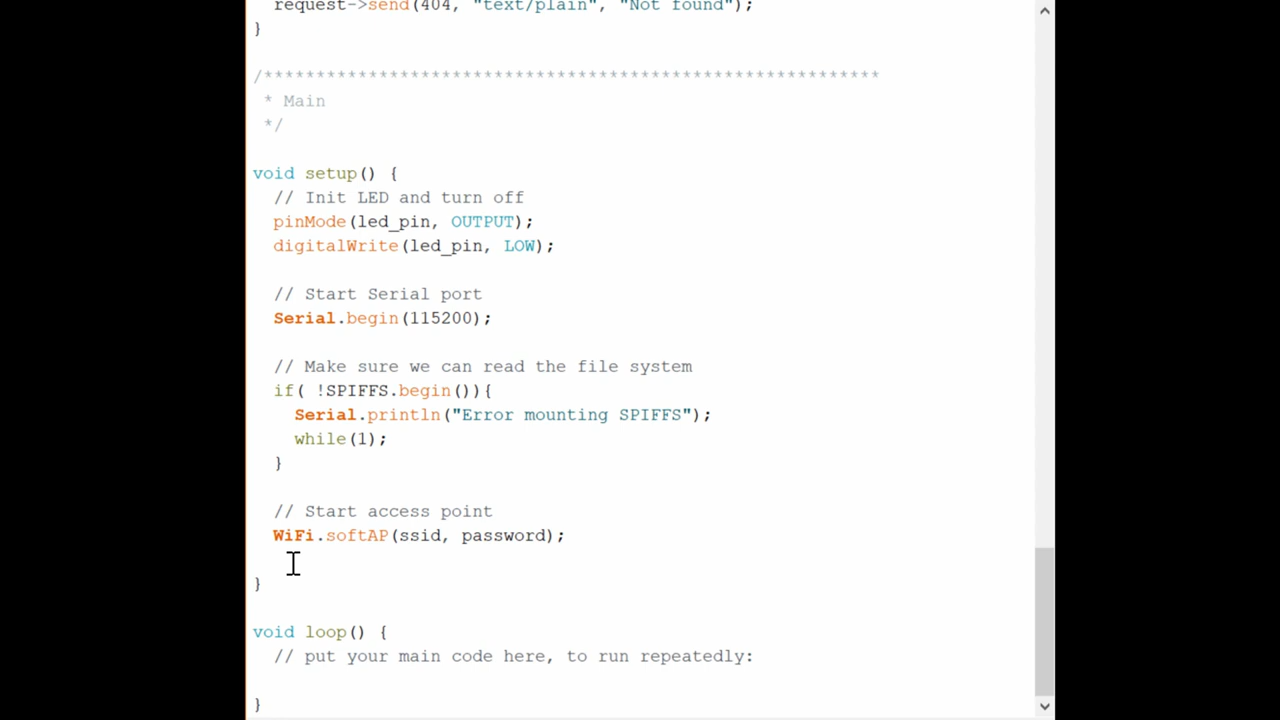 request->send(404, "text/plain", "Not found");
}
/***********************************************************
* Main
*/
void setup() {
// Init LED and turn off
pinMode(led_pin, OUTPUT);
digitalWrite(led_pin, LOW);
// Start Serial port
Serial.begin(115200);
// Make sure we can read the file system
if( !SPIFFS.begin()){
Serial.println("Error mounting SPIFFS");
while(1);
}
// Start access point
WiFi.softAP(ssid, password);
}
void loop() {
// put your main code here, to run repeatedly:
}